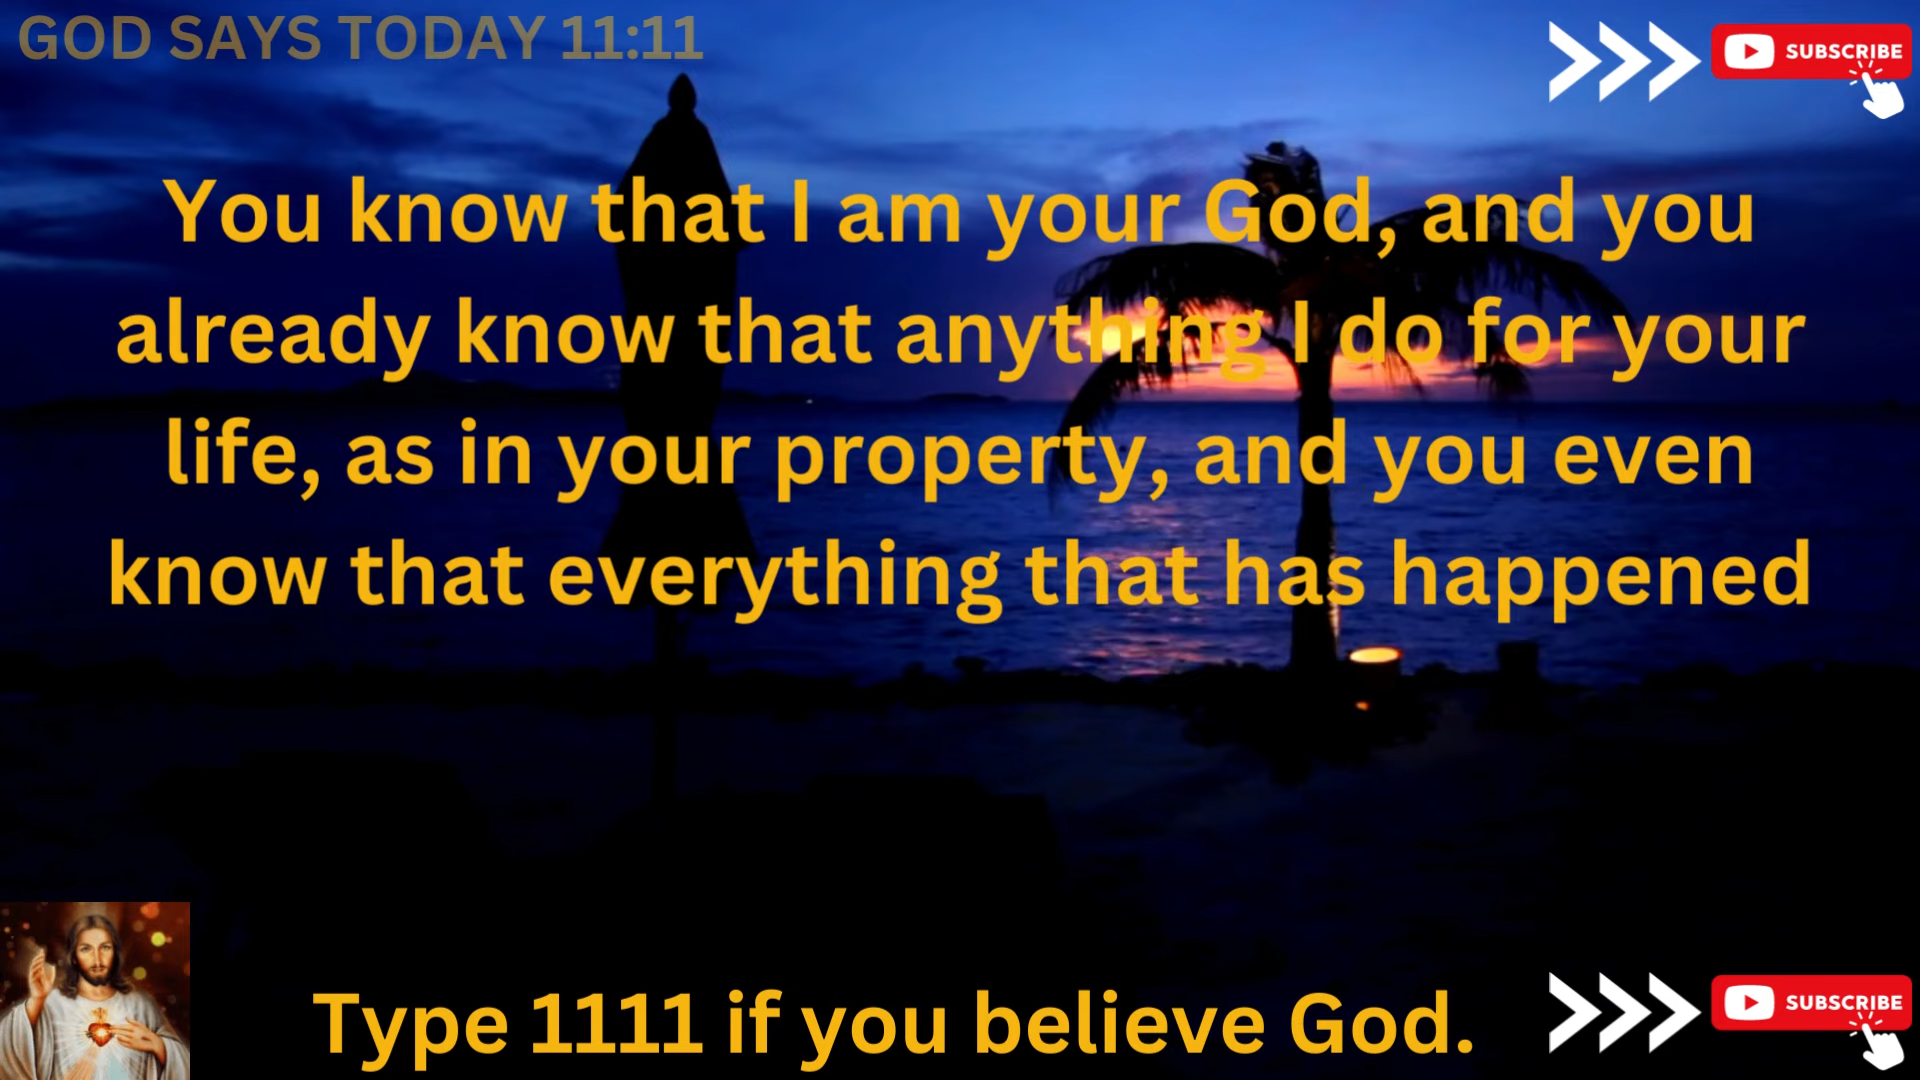 GOD SAYS TODAY 11:11
SUBSCRIBE
You know that I am your God, and you
already know that anything I do for your
life, as in your property, and you even
know that everything that has happened
Type 1111 if you believe God.
SUBSCRIBE